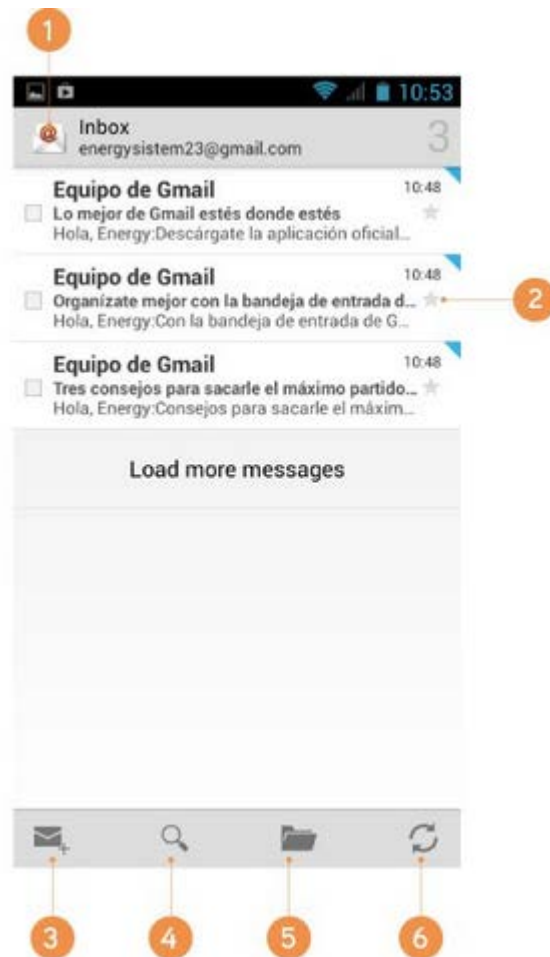 1
10:53
Inbox
energysistem23@gmail.com
3
Equipo de Gmail
10:48
Lo mejor de Gmail estés donde estés
Hola, Energy:Descárgate la aplicación oficial...
Equipo de Gmail
10:48
Organízate mejor con la bandeja de entrada d...
2
Hola, Energy:Con la bandeja de entrada de G...
Equipo de Gmail
10:48
Tres consejos para sacarle el máximo partido...
Hola, Energy:Consejos para sacarle el máxim...
Load more messages
3
4
5
6